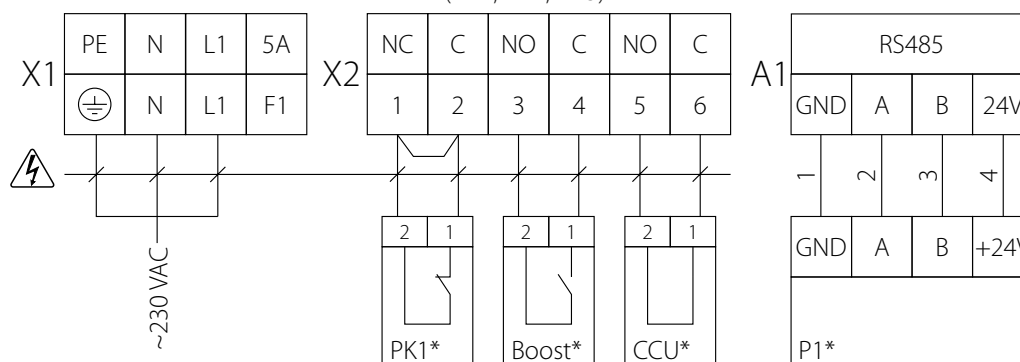 X1
PE N L1 5A
N L1 F1
~230 VAC
X2
NC C NO C NO C
1 2 3 4 5 6
2 1
PK1*
2 1
Boost*
2 1
CCU*
A1
RS485
GND A B 24V
1 2 3 4
GND A B +24V
P1*